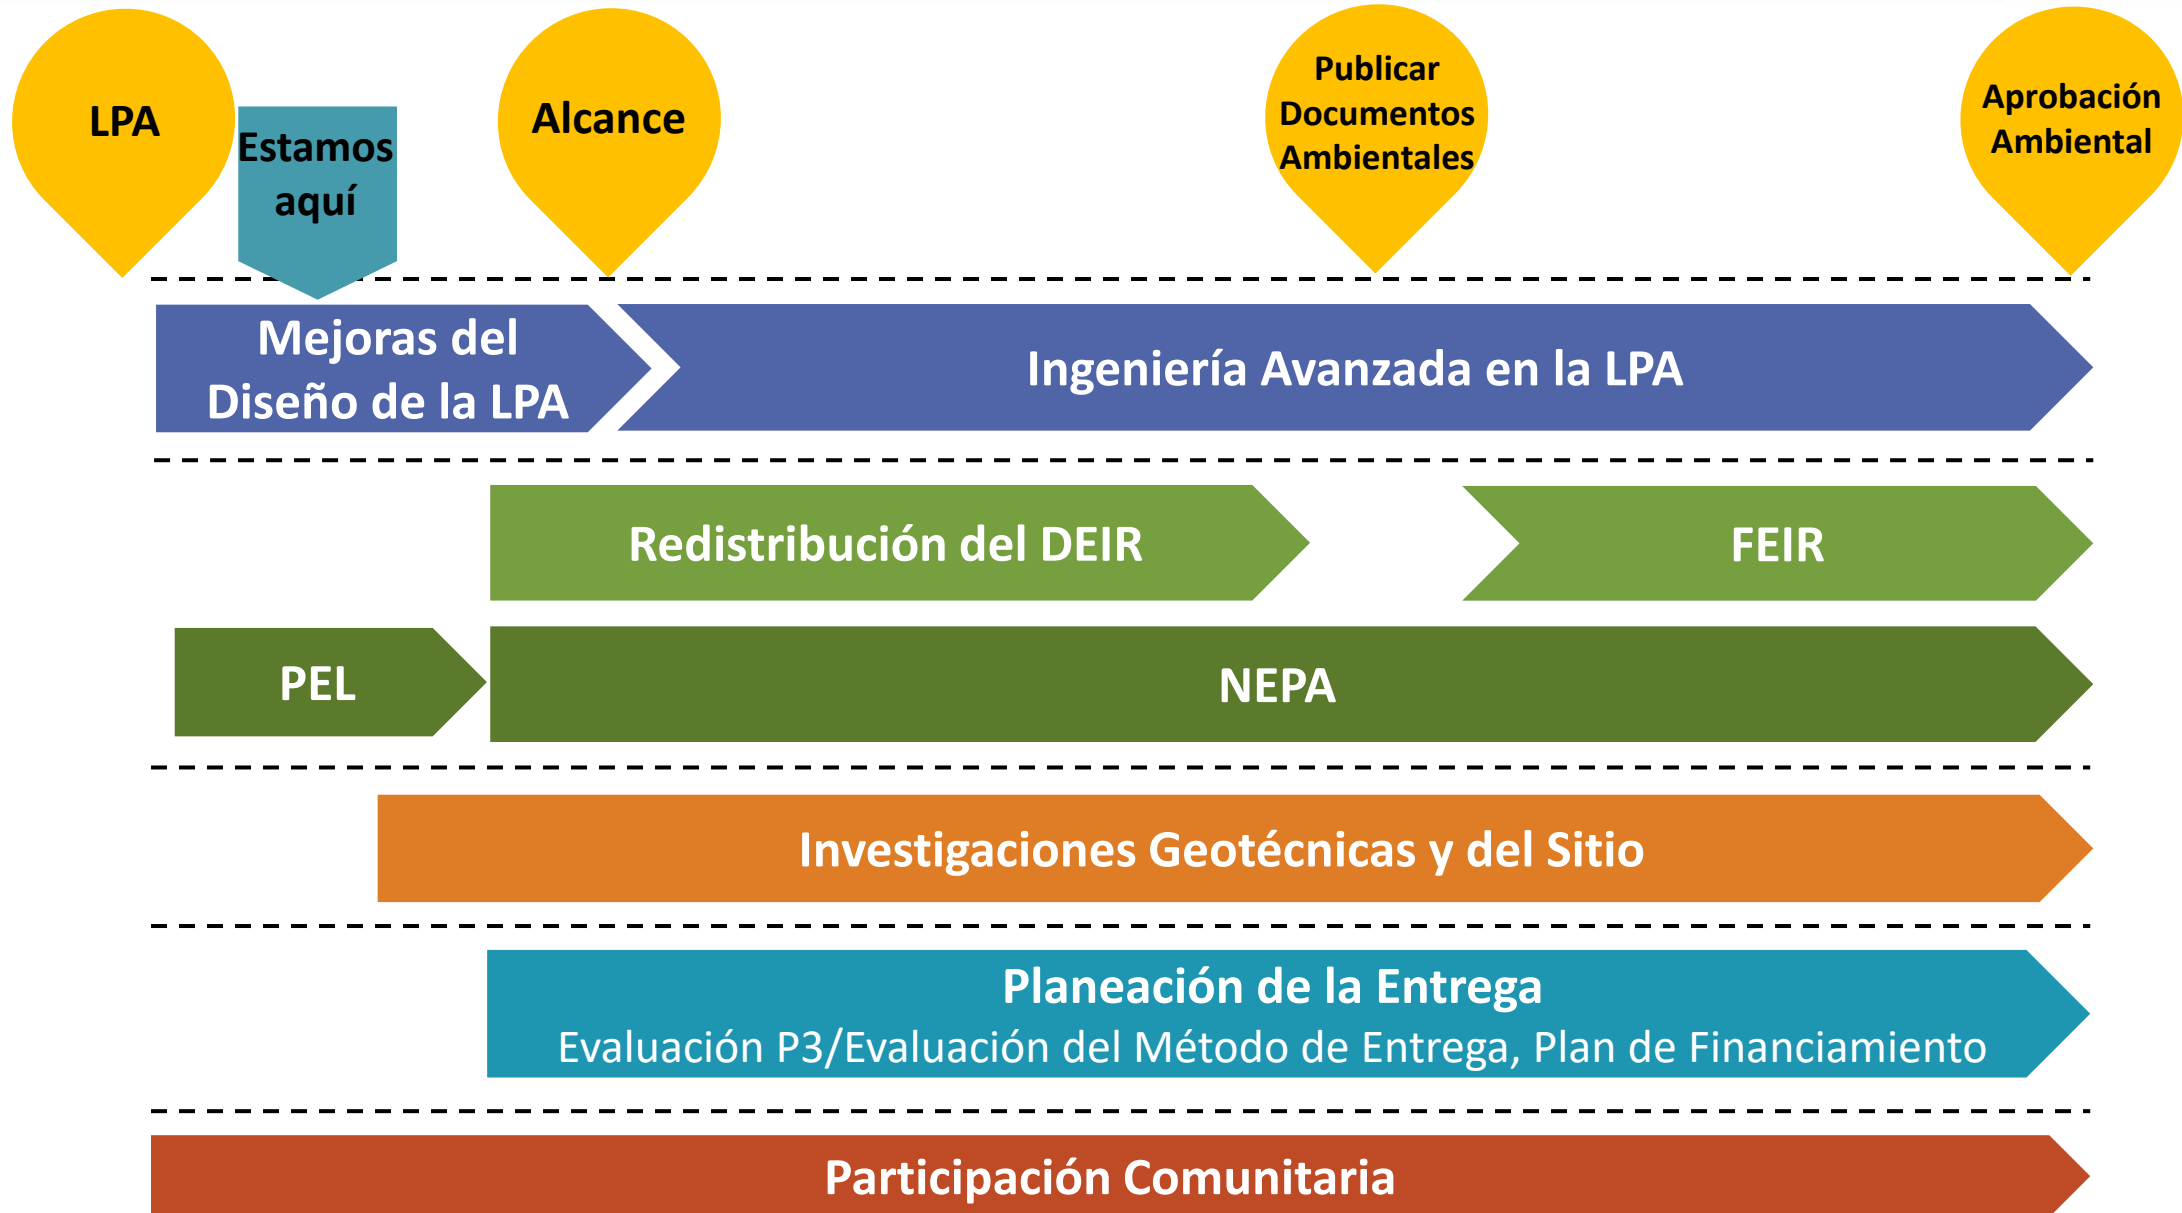 LPA
Estamos
aquí
Alcance
Publicar
Documentos
Ambientales
Aprobación
Ambiental
Mejoras del
Diseño de la LPA
Ingeniería Avanzada en la LPA
Redistribución del DEIR
FEIR
PEL
NEPA
Investigaciones Geotécnicas y del Sitio
Planeación de la Entrega
Evaluación P3/Evaluación del Método de Entrega, Plan de Financiamiento
Participación Comunitaria